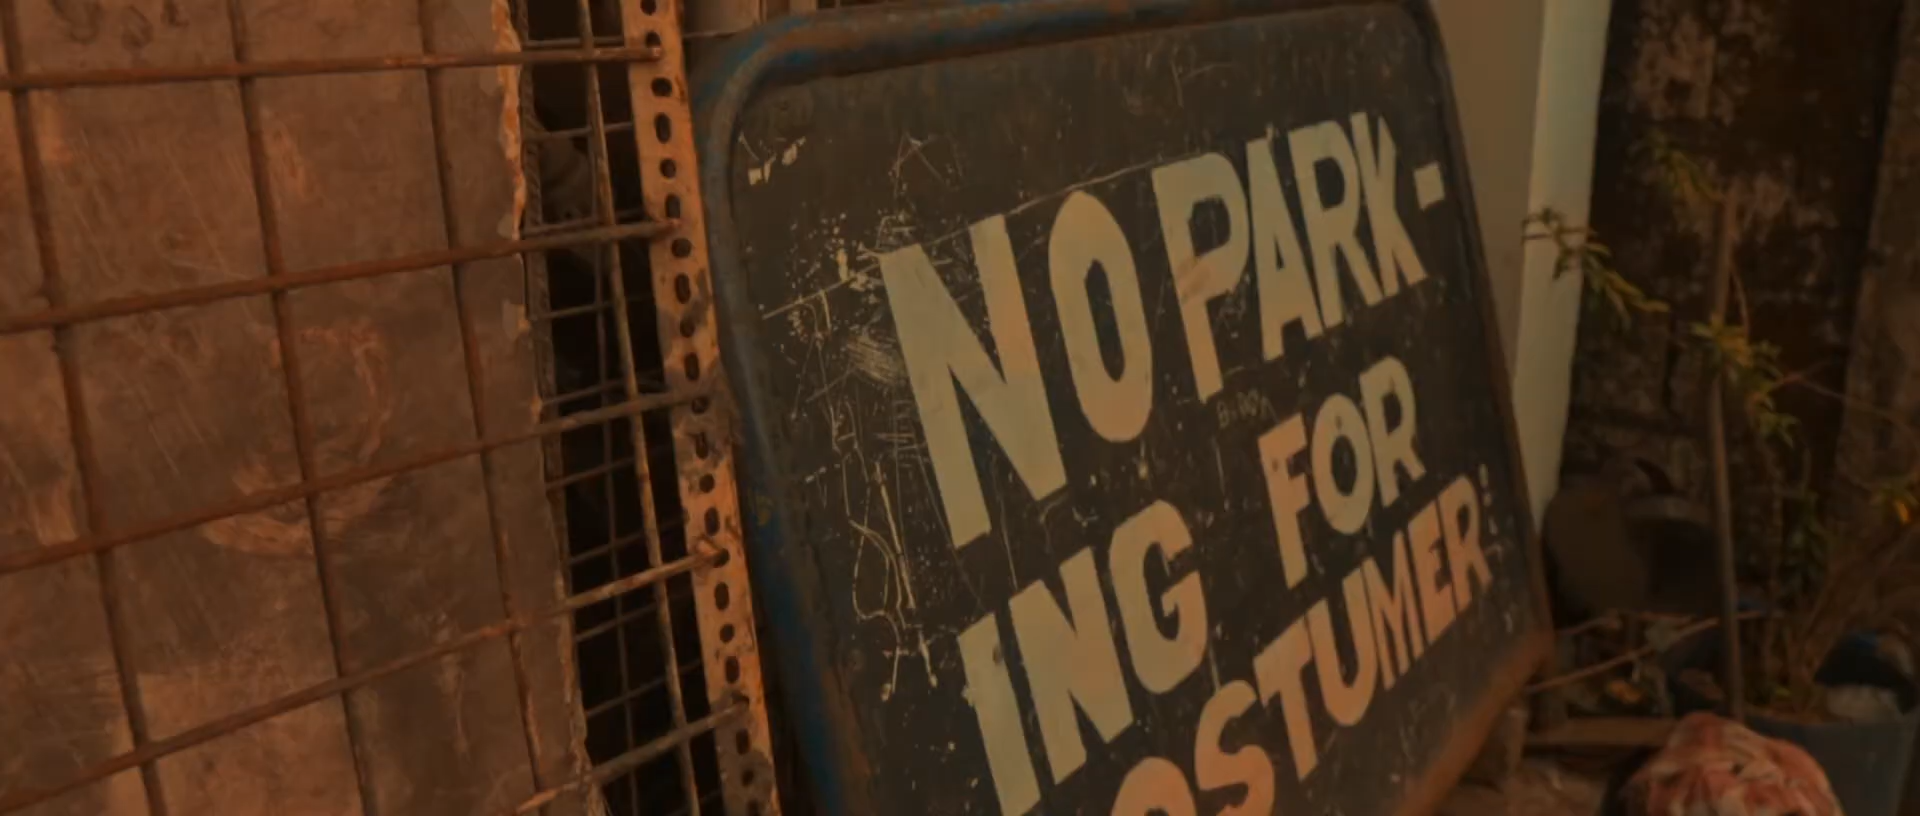 NO PARK-
ING FOR
OSTUMER